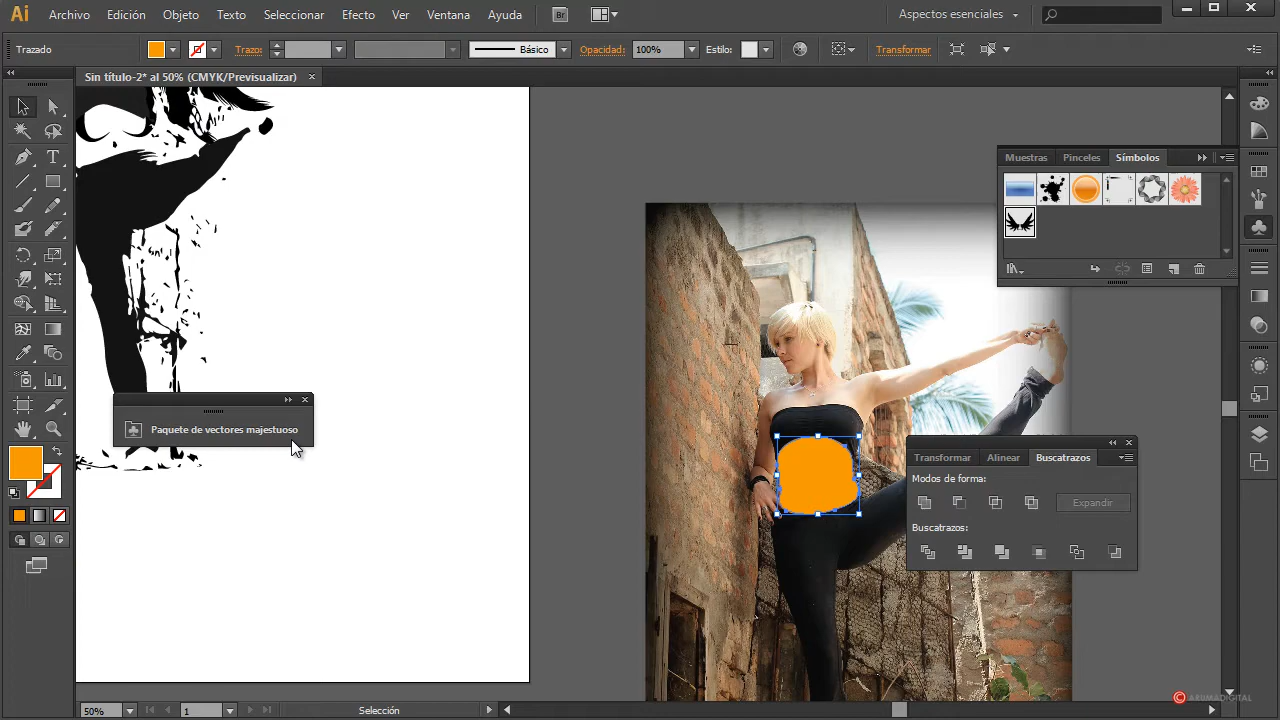 Ai Archivo Edición Objeto Texto Seleccionar Efecto Ver Ventana Ayuda Br Aspectos esenciales
Trazado Trazo: Básico Opacidad: 100% Estilo: Transformar
Sin título-2* al 50% (CMYK/Previsualizar)
Muestras Pinceles Símbolos
Paquete de vectores majestuoso
Transformar Alinear Buscatrazos
Modos de forma:
Expandir
Buscatrazos:
ARUMADIGITAL
50% 1 Selección